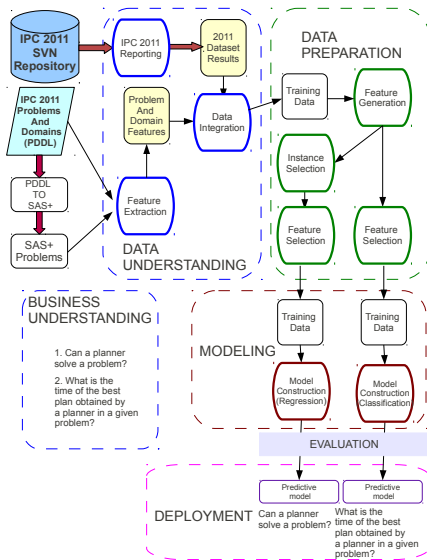 IPC 2011
SVN
Repository
IPC 2011
Reporting
2011
Dataset
Results
DATA
PREPARATION
IPC 2011
Problems
And
Domains
(PDDL)
Problem
And Domain
Features
Data
Integration
Training
Data
Feature
Generation
Instance
Selection
PDDL
TO
SAS+
Feature
Extraction
Feature
Selection
Feature
Selection
SAS+
Problems
DATA
UNDERSTANDING
BUSINESS
UNDERSTANDING
1. Can a planner
solve a problem?
2. What is the
time of the best
plan obtained by
a planner in a given
problem?
Training
Data
Training
Data
MODELING
Model
Construction
(Regression)
Model
Construction
Classification)
EVALUATION
Predictive
model
Predictive
model
DEPLOYMENT
Can a planner
solve a problem?
What is the
time of the best
plan obtained by
a planner in a given
problem?